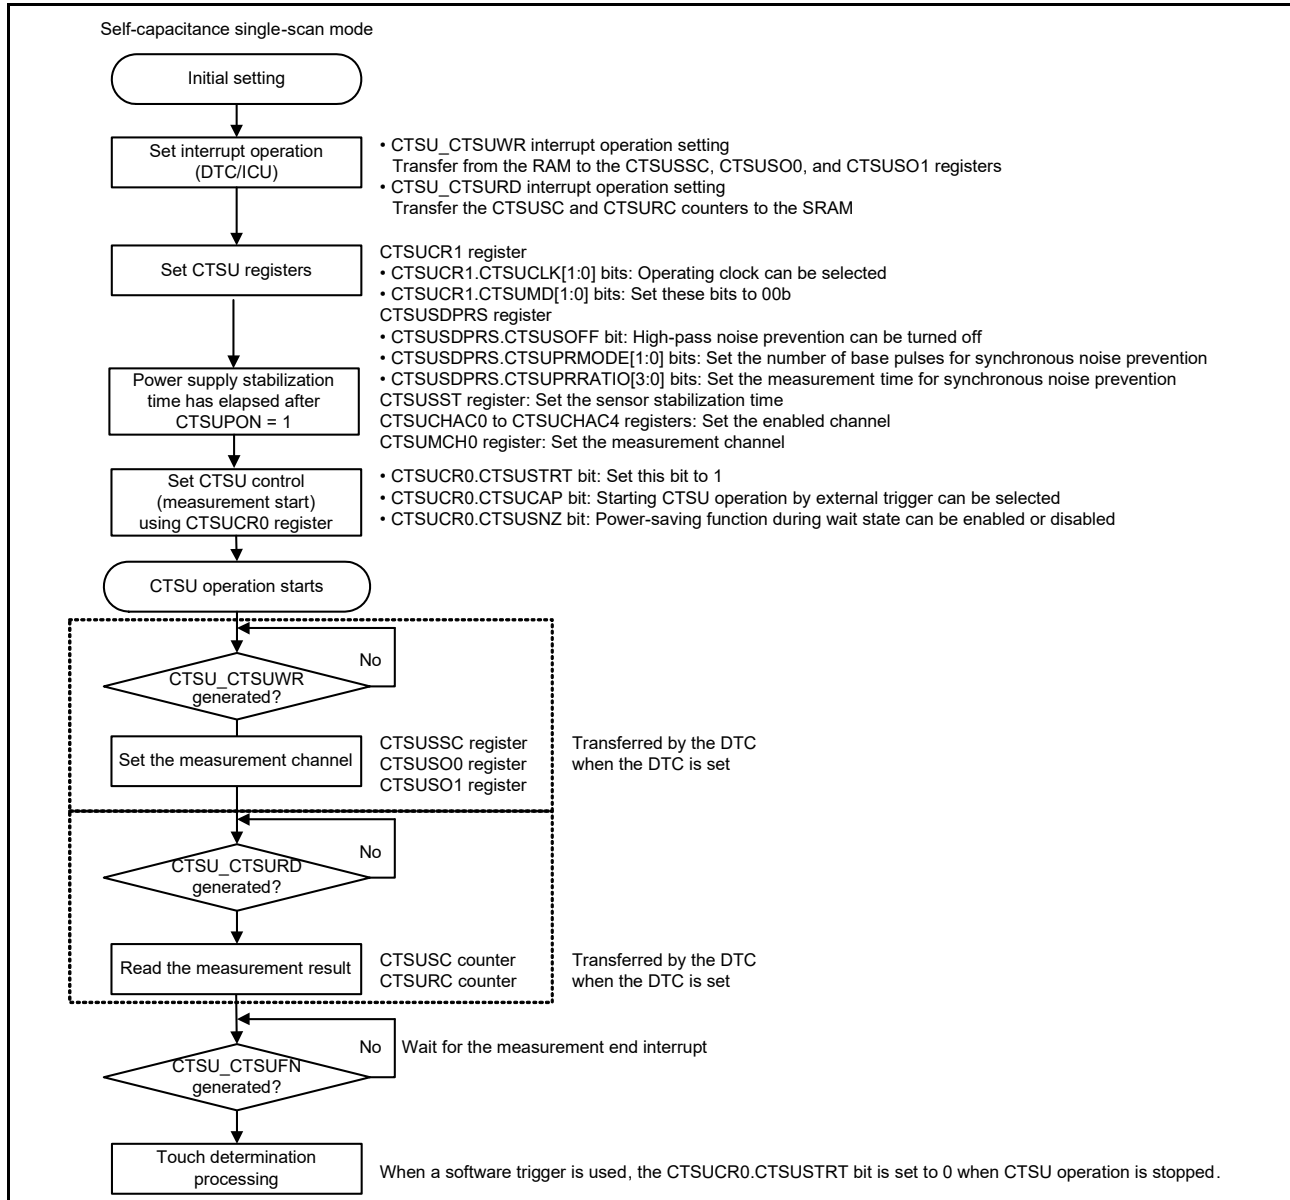 Self-capacitance single-scan mode
Initial setting
Set interrupt operation
(DTC/ICU)
• CTSU_CTSUWR interrupt operation setting
Transfer from the RAM to the CTSUSSC, CTSUSO0, and CTSUSO1 registers
• CTSU_CTSURD interrupt operation setting
Transfer the CTSUSC and CTSURC counters to the SRAM
Set CTSU registers
CTSUCR1 register
• CTSUCR1.CTSUCLK[1:0] bits: Operating clock can be selected
• CTSUCR1.CTSUMD[1:0] bits: Set these bits to 00b
CTSUSDPRS register
• CTSUSDPRS.CTSUSOFF bit: High-pass noise prevention can be turned off
• CTSUSDPRS.CTSUPRMODE[1:0] bits: Set the number of base pulses for synchronous noise prevention
• CTSUSDPRS.CTSUPRRATIO[3:0] bits: Set the measurement time for synchronous noise prevention
CTSUSST register: Set the sensor stabilization time
CTSUCHAC0 to CTSUCHAC4 registers: Set the enabled channel
CTSUMCH0 register: Set the measurement channel
Power supply stabilization
time has elapsed after
CTSUPON = 1
Set CTSU control
(measurement start)
using CTSUCR0 register
• CTSUCR0.CTSUSTRT bit: Set this bit to 1
• CTSUCR0.CTSUCAP bit: Starting CTSU operation by external trigger can be selected
• CTSUCR0.CTSUSNZ bit: Power-saving function during wait state can be enabled or disabled
CTSU operation starts
No
CTSU_CTSUWR
generated?
Set the measurement channel
CTSUSSC register
CTSUSO0 register
CTSUSO1 register
Transferred by the DTC
when the DTC is set
No
CTSU_CTSURD
generated?
Read the measurement result
CTSUSC counter
CTSURC counter
Transferred by the DTC
when the DTC is set
No
Wait for the measurement end interrupt
CTSU_CTSUFN
generated?
Touch determination
processing
When a software trigger is used, the CTSUCR0.CTSUSTRT bit is set to 0 when CTSU operation is stopped.